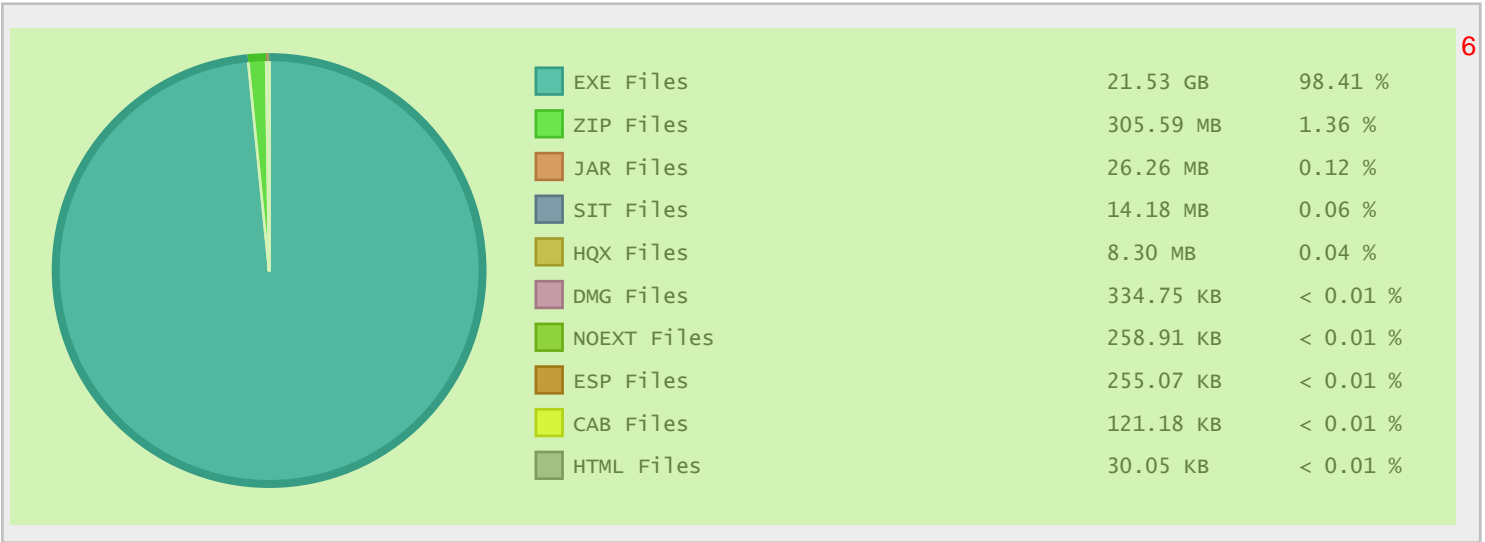 6
EXE Files 21.53 GB 98.41 %
ZIP Files 305.59 MB 1.36 %
JAR Files 26.26 MB 0.12 %
SIT Files 14.18 MB 0.06 %
HQX Files 8.30 MB 0.04 %
DMG Files 334.75 KB < 0.01 %
NOEXT Files 258.91 KB < 0.01 %
ESP Files 255.07 KB < 0.01 %
CAB Files 121.18 KB < 0.01 %
HTML Files 30.05 KB < 0.01 %